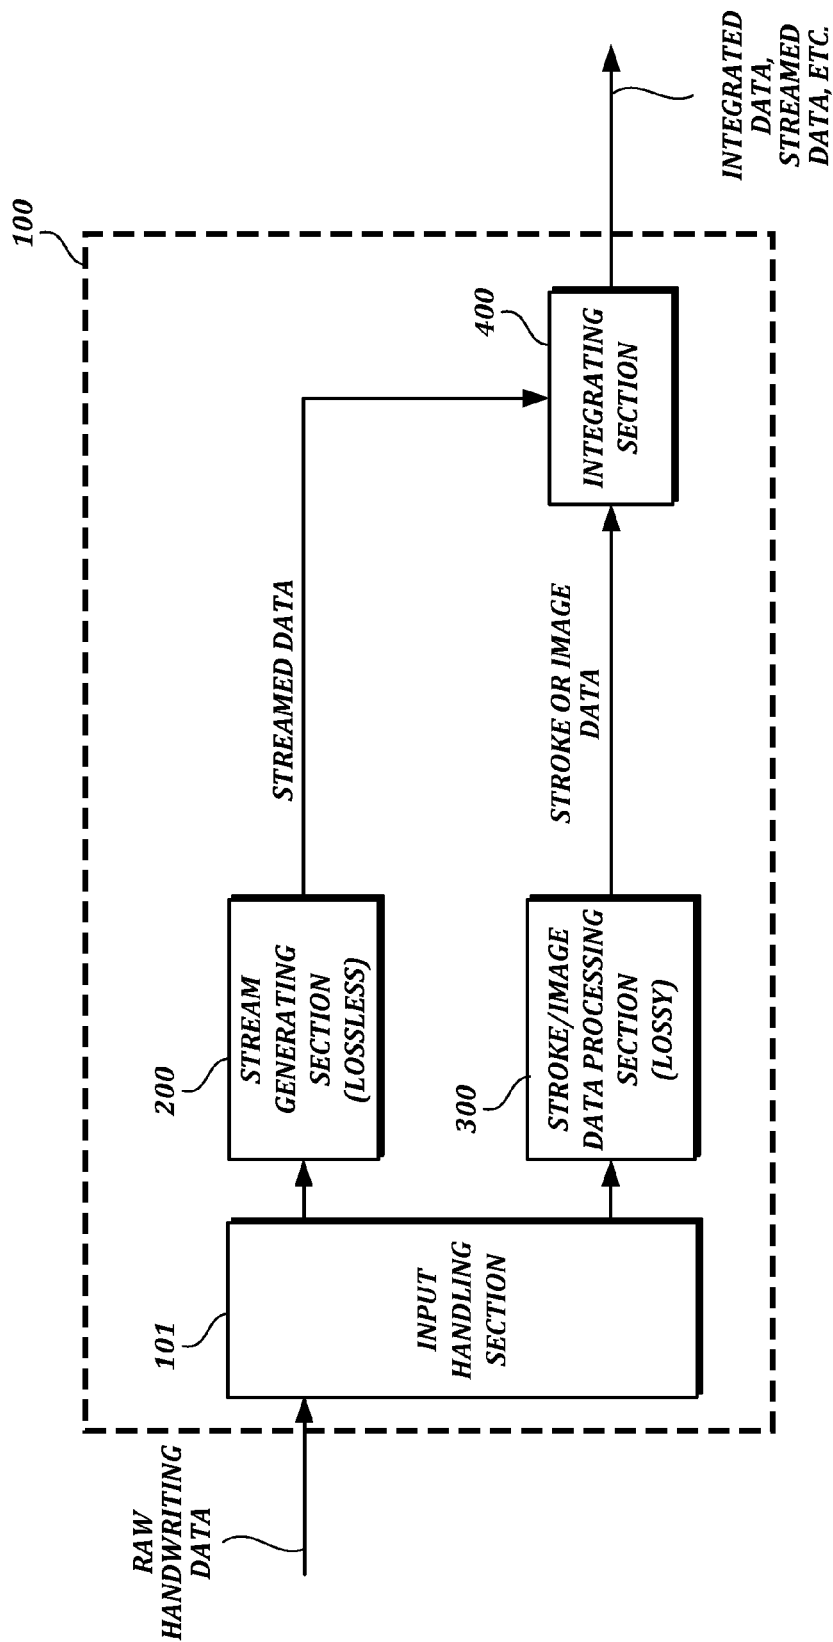 100
RAW
HANDWRITING
DATA
101
INPUT
HANDLING
SECTION
200
STREAM
GENERATING
SECTION
(LOSSLESS)
STREAMED DATA
300
STROKE/IMAGE
DATA PROCESSING
SECTION
(LOSSY)
STROKE OR IMAGE
DATA
400
INTEGRATING
SECTION
INTEGRATED
DATA,
STREAMED
DATA, ETC.